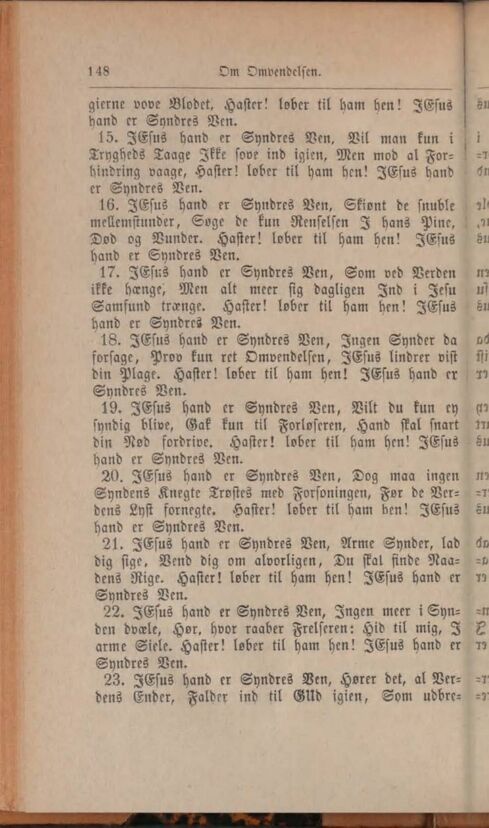 148 Om Omvendelsen.
gierne vove Blodet, Haster! løber til ham hen! JEsus
hand er Syndres Ven.
15. JEsus hand er Syndres Ven, Vil man kun i
Trygheds Taage Ikke sove ind igien, Men mod al For=
hindring vaage, Haster! løber til ham hen! JEsus hand
er Syndres Ven.
16. JEsus hand er Syndres Ven, Skiønt de snuble
mellemstunder, Søge de kun Renselsen I hans Pine,
Død og Vunder. Haster! løber til ham hen! JEsus
hand er Syndres Ven.
17. JEsus hand er Syndres Ven, Som ved Verden
ikke hænge, Men alt meer sig dagligen Ind i Jesu
Samfund trænge. Haster! løber til ham hen! JEsus
hand er Syndres Ven.
18. JEsus hand er Syndres Ven, Ingen Synder da
forsage, Prøv kun ret Omvendelsen, JEsus lindrer vist
din Plage. Haster! løber til ham hen! JEsus hand er
Syndres Ven.
19. JEsus hand er Syndres Ven, Vilt du kun ey
syndig blive, Gak kun til Forløseren, Hand skal snart
din Nød fordrive. Haster! løber til ham hen! JEsus
hand er Syndres Ven.
20. JEsus hand er Syndres Ven, Dog maa ingen
Syndens Knegte Trøstes med Forsoningen, Før de Ver=
dens Lyst fornegte. Haster! løber til ham hen! JEsus
hand er Syndres Ven.
21. JEsus hand er Syndres Ven, Arme Synder, lad
dig sige, Vend dig om alvorligen, Du skal finde Naa=
dens Rige. Haster! løber til ham hen! JEsus hand er
Syndres Ven.
22. JEsus hand er Syndres Ven, Ingen meer i Syn=
den dvæle, Hør, hvor raaber Frelseren: Hid til mig, I
arme Siele. Haster! løber til ham hen! JEsus hand er
Syndres Ven.
23. JEsus hand er Syndres Ven, Hører det, al Ver=
dens Ender, Falder ind til GUd igien, Som udbre=